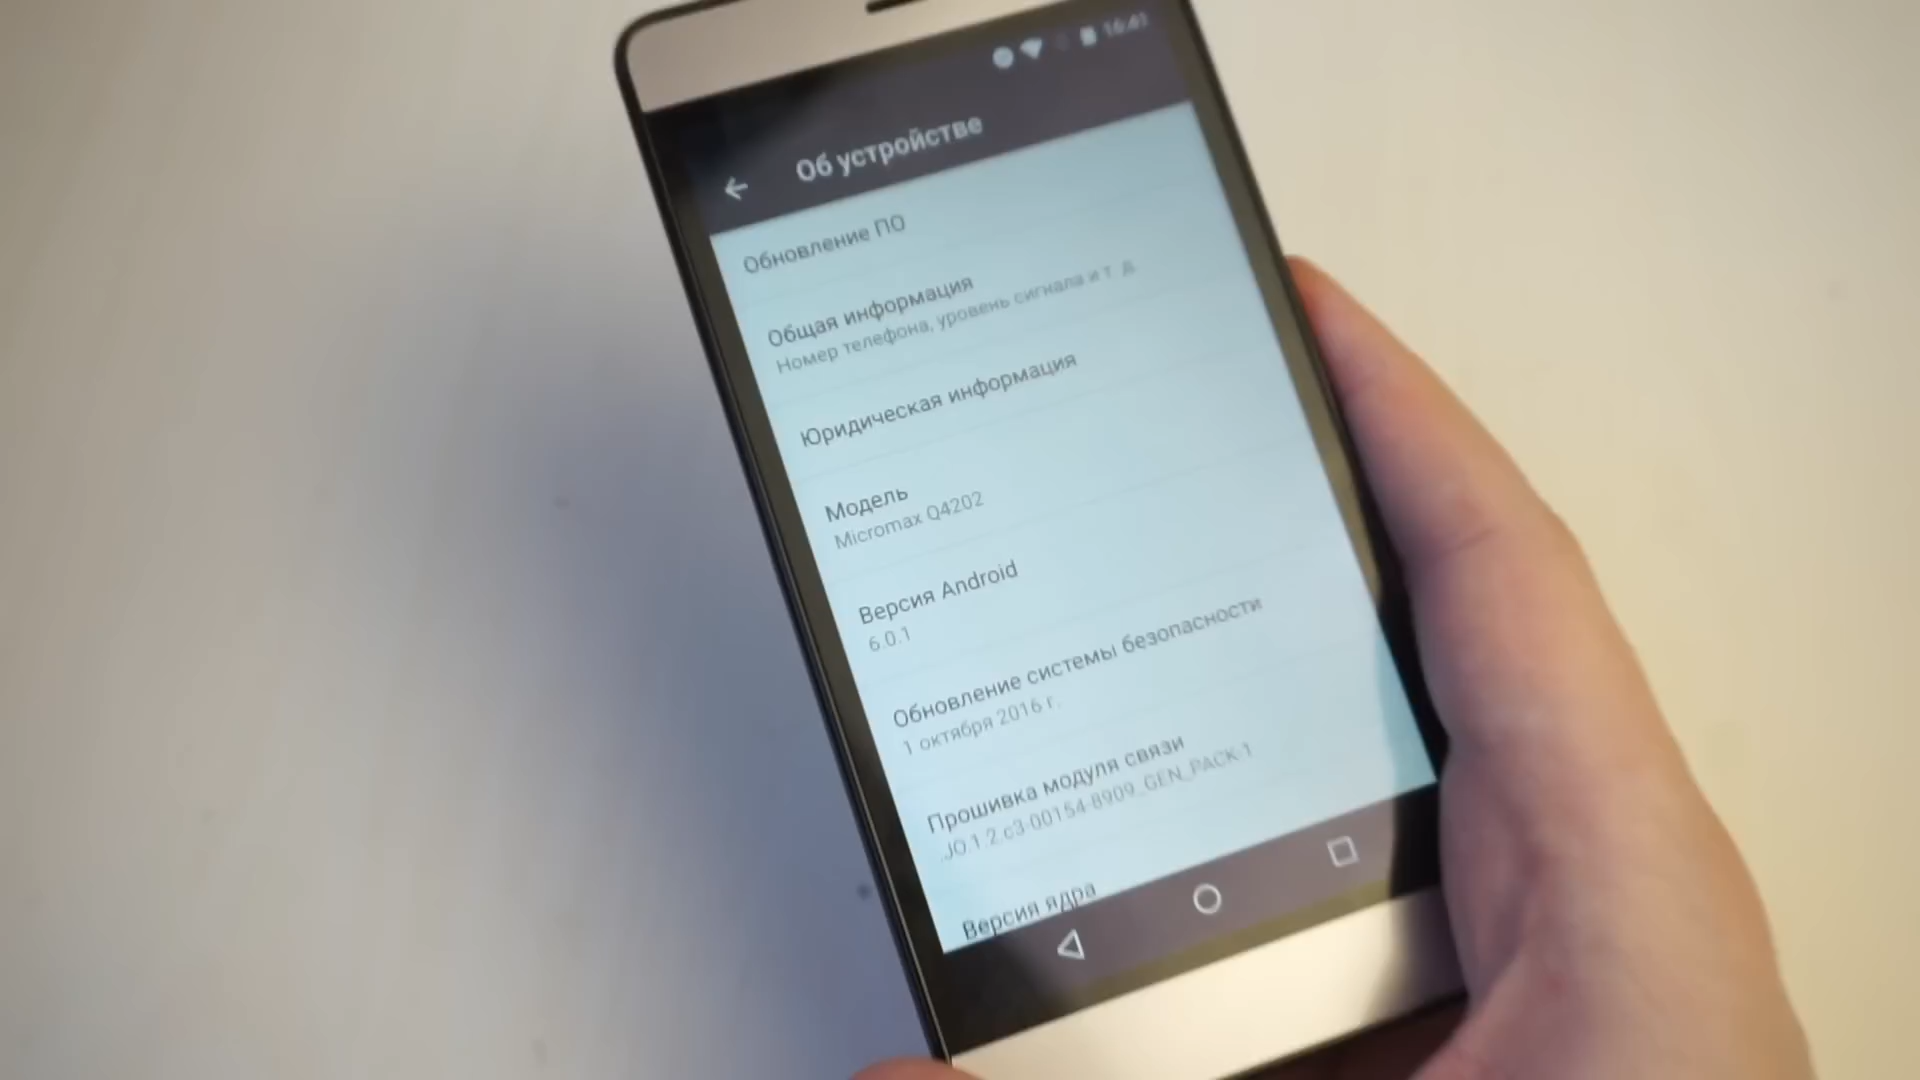 16:41
Об устройстве
Обновление ПО
Общая информация
Номер телефона, уровень сигнала и т. д.
Юридическая информация
Модель
Micromax Q4202
Версия Android
6.0.1
Обновление системы безопасности
1 октября 2016 г.
Прошивка модуля связи
.JO.1.2.c3-00154-8909_GEN_PACK-1
Версия ядра